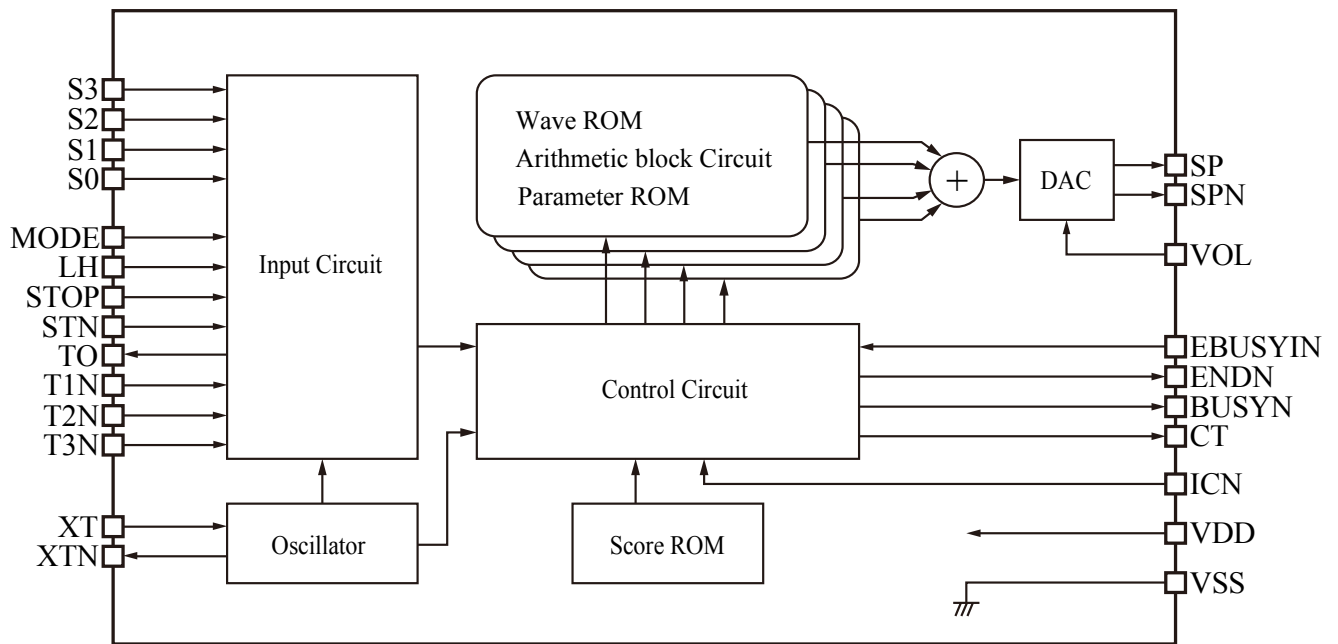 S3
S2
S1
S0
MODE
LH
STOP
STN
TO
T1N
T2N
T3N
XT
XTN
Input Circuit
Oscillator
Wave ROM
Arithmetic block Circuit
Parameter ROM
Control Circuit
Score ROM
+
DAC
SP
SPN
VOL
EBUSYIN
ENDN
BUSYN
CT
ICN
VDD
VSS